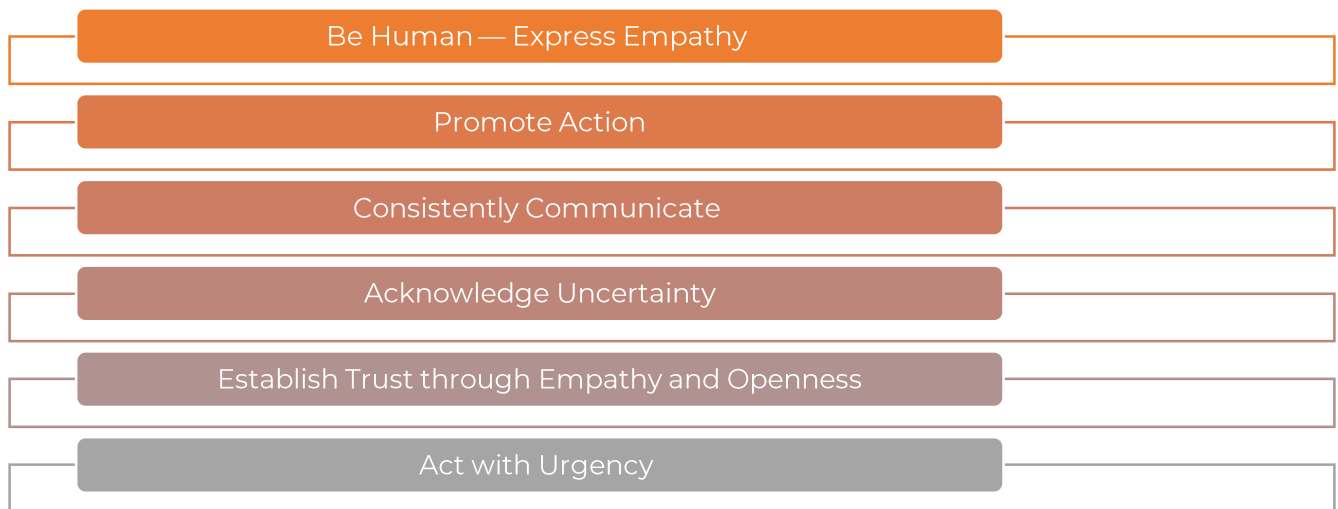 Be Human — Express Empathy
Promote Action
Consistently Communicate
Acknowledge Uncertainty
Establish Trust through Empathy and Openness
Act with Urgency